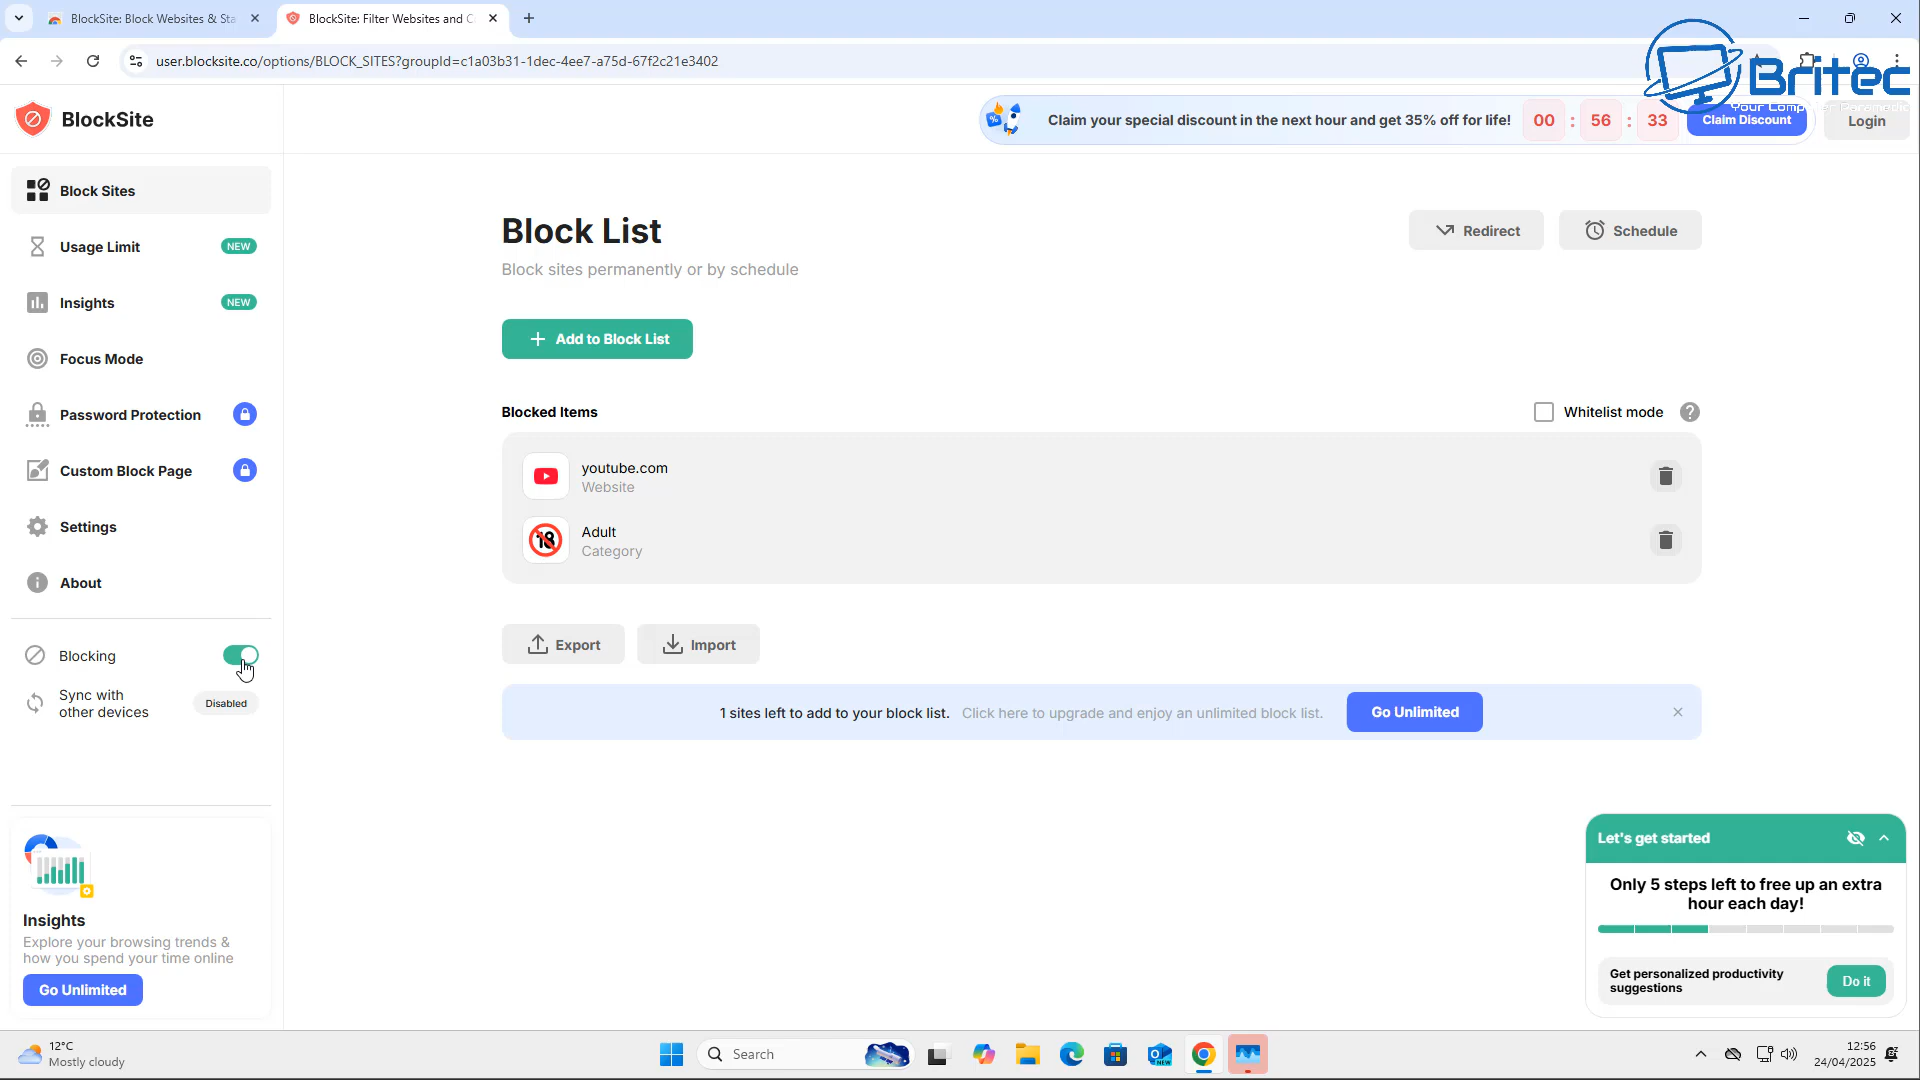 BlockSite: Block Websites & Sta
BlockSite: Filter Websites and C
user.blocksite.co/options/BLOCK_SITES?groupId=c1a03b31-1dec-4ee7-a75d-67f2c21e3402
Britec
Your Computer Paramedic
BlockSite
Claim your special discount in the next hour and get 35% off for life!
00 : 56 : 33
Claim Discount
Login
Block Sites
Usage Limit
NEW
Insights
NEW
Focus Mode
Password Protection
Custom Block Page
Settings
About
Blocking
Sync with
other devices
Disabled
Insights
Explore your browsing trends &
how you spend your time online
Go Unlimited
Block List
Block sites permanently or by schedule
Redirect
Schedule
Add to Block List
Blocked Items
Whitelist mode
?
youtube.com
Website
18
Adult
Category
Export
Import
1 sites left to add to your block list.
Click here to upgrade and enjoy an unlimited block list.
Go Unlimited
Let's get started
Only 5 steps left to free up an extra
hour each day!
Get personalized productivity
suggestions
Do it
12°C
Mostly cloudy
Search
NEW
12:56
24/04/2025